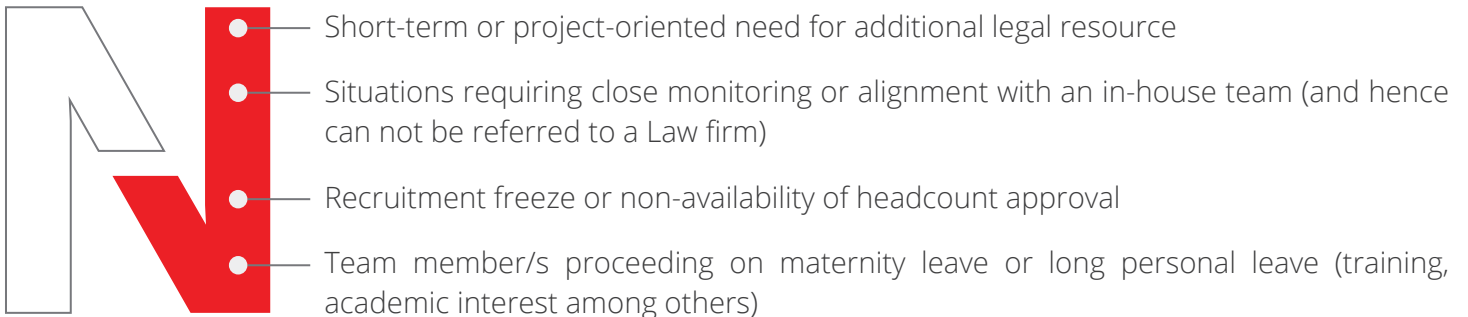 Short-term or project-oriented need for additional legal resource
Situations requiring close monitoring or alignment with an in-house team (and hence
can not be referred to a Law firm)
Recruitment freeze or non-availability of headcount approval
Team member/s proceeding on maternity leave or long personal leave (training,
academic interest among others)